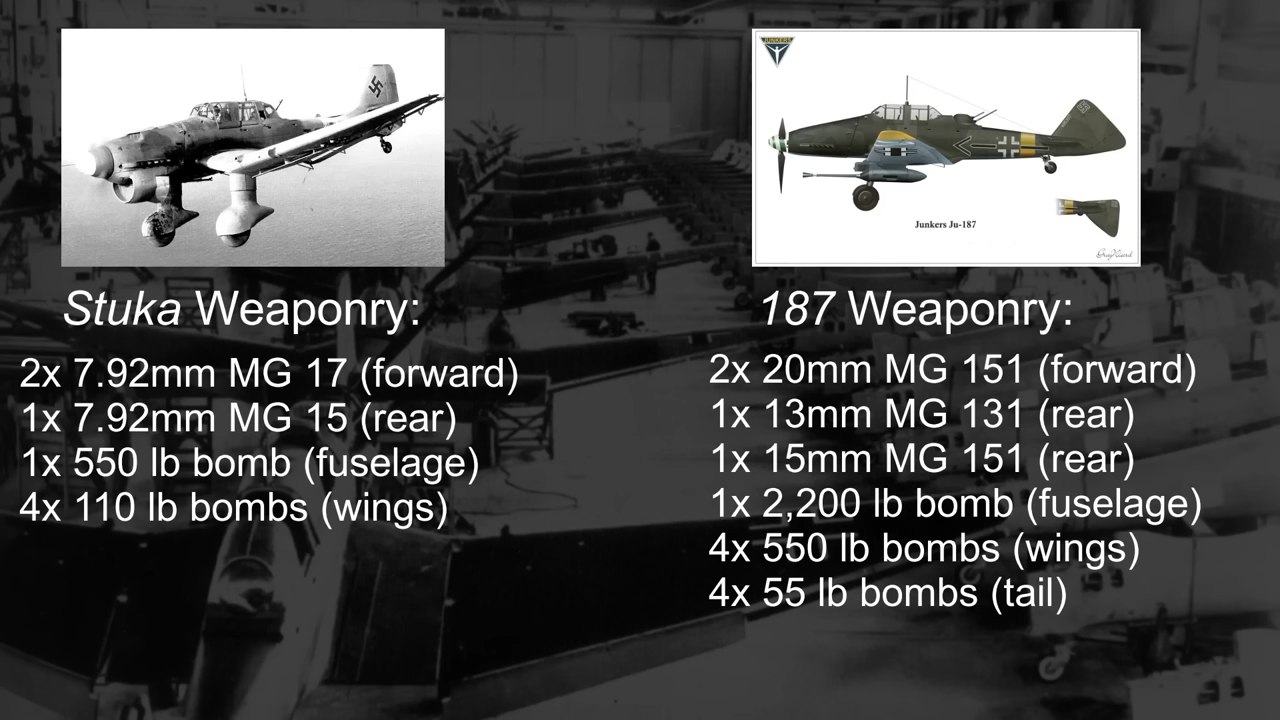 Stuka Weaponry:
2x 7.92mm MG 17 (forward)
1x 7.92mm MG 15 (rear)
1x 550 lb bomb (fuselage)
4x 110 lb bombs (wings)
JUNKERS
Junkers Ju-187
187 Weaponry:
2x 20mm MG 151 (forward)
1x 13mm MG 131 (rear)
1x 15mm MG 151 (rear)
1x 2,200 lb bomb (fuselage)
4x 550 lb bombs (wings)
4x 55 lb bombs (tail)